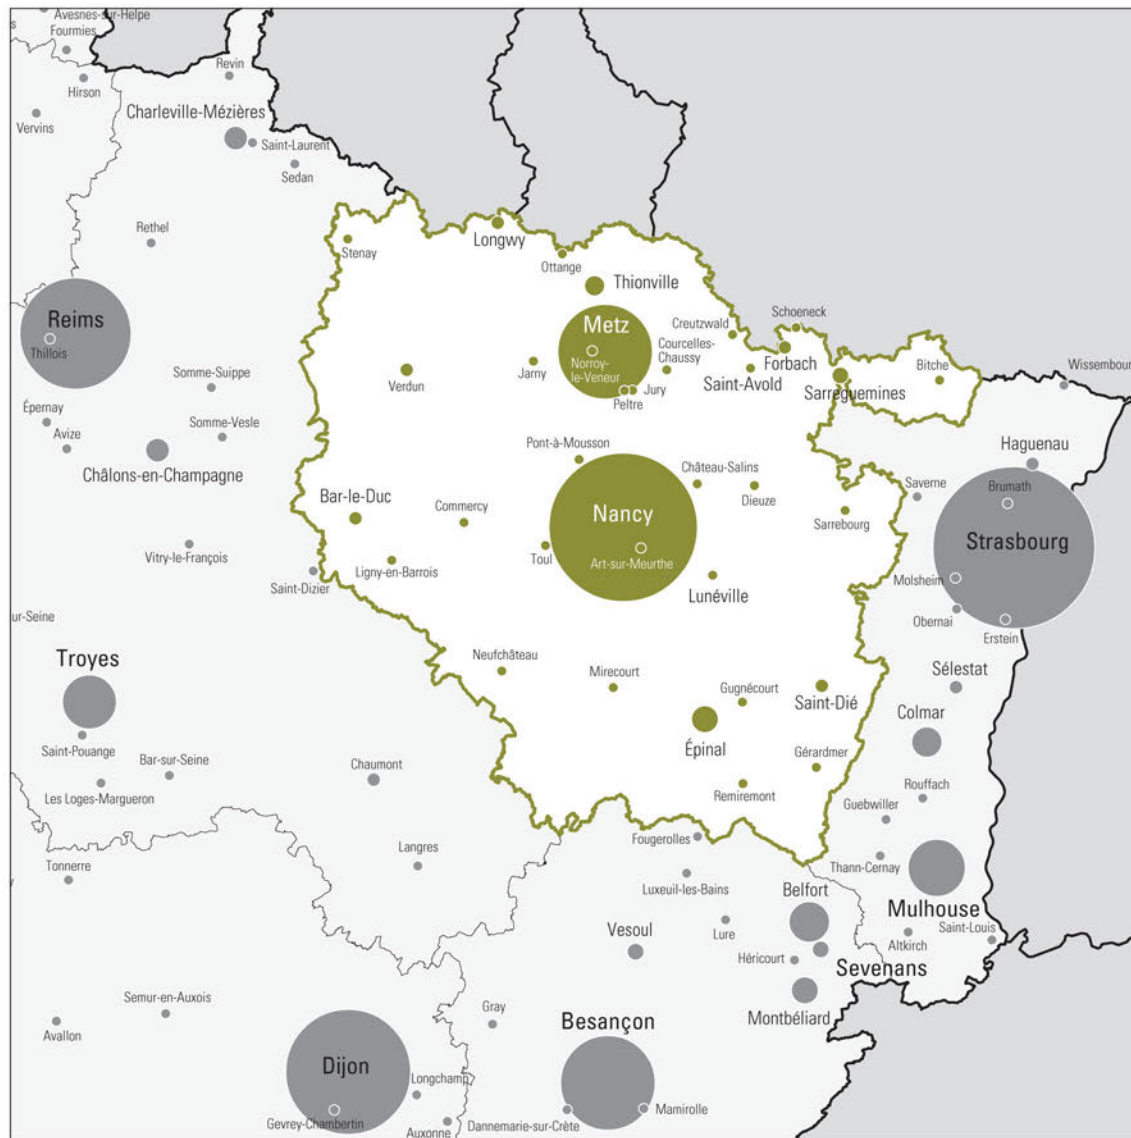 Avesnes-sur-Helpe
Fourmies
Revin
Hirson
Charleville-Mézières
Vervins
Saint-Laurent
Sedan
Rethel
Longwy
Stenay
Ottange
Thionville
Reims
Metz
Schoeneck
Creutzwald
Thillois
Courcelles-
Chaussy
Forbach
Norroy-
le-Veneur
Jarny
Verdun
Saint-Avold
Bitche
Wissembour
Somme-Suippe
Jury
Sarreguemines
Peltre
Épernay
Avize
Somme-Vesle
Pont-à-Mousson
Haguenau
Châlons-en-Champagne
Château-Salins
Saverne
Brumath
Bar-le-Duc
Commercy
Nancy
Dieuze
Sarrebourg
Strasbourg
Vitry-le-François
Ligny-en-Barrois
Toul
Art-sur-Meurthe
Saint-Dizier
Lunéville
Molsheim
ur-Seine
Obernai
Erstein
Troyes
Neufchâteau
Mirecourt
Gugnécourt
Sélestat
Saint-Dié
Colmar
Saint-Pouange
Épinal
Bar-sur-Seine
Chaumont
Gérardmer
Les Loges-Margueron
Remiremont
Rouffach
Guebwiller
Fougerolles
Langres
Tonnerre
Thann-Cernay
Luxeuil-les-Bains
Belfort
Mulhouse
Vesoul
Lure
Saint-Louis
Altkirch
Héricourt
Sevenans
Semur-en-Auxois
Gray
Besançon
Montbéliard
Avallon
Dijon
Longchamp
Gevrey-Chambertin
Auxonne
Dannemarie-sur-Crète
Mamirolle